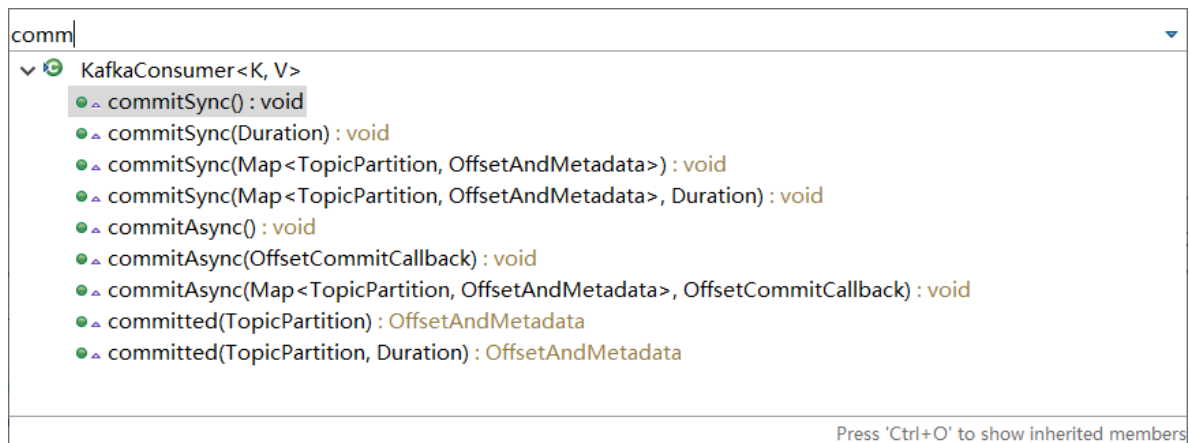 comm
KafkaConsumer<K, V>
commitSync() : void
commitSync(Duration) : void
commitSync(Map<TopicPartition, OffsetAndMetadata>) : void
commitSync(Map<TopicPartition, OffsetAndMetadata>, Duration) : void
commitAsync() : void
commitAsync(OffsetCommitCallback) : void
commitAsync(Map<TopicPartition, OffsetAndMetadata>, OffsetCommitCallback) : void
committed(TopicPartition) : OffsetAndMetadata
committed(TopicPartition, Duration) : OffsetAndMetadata
Press 'Ctrl+O' to show inherited members